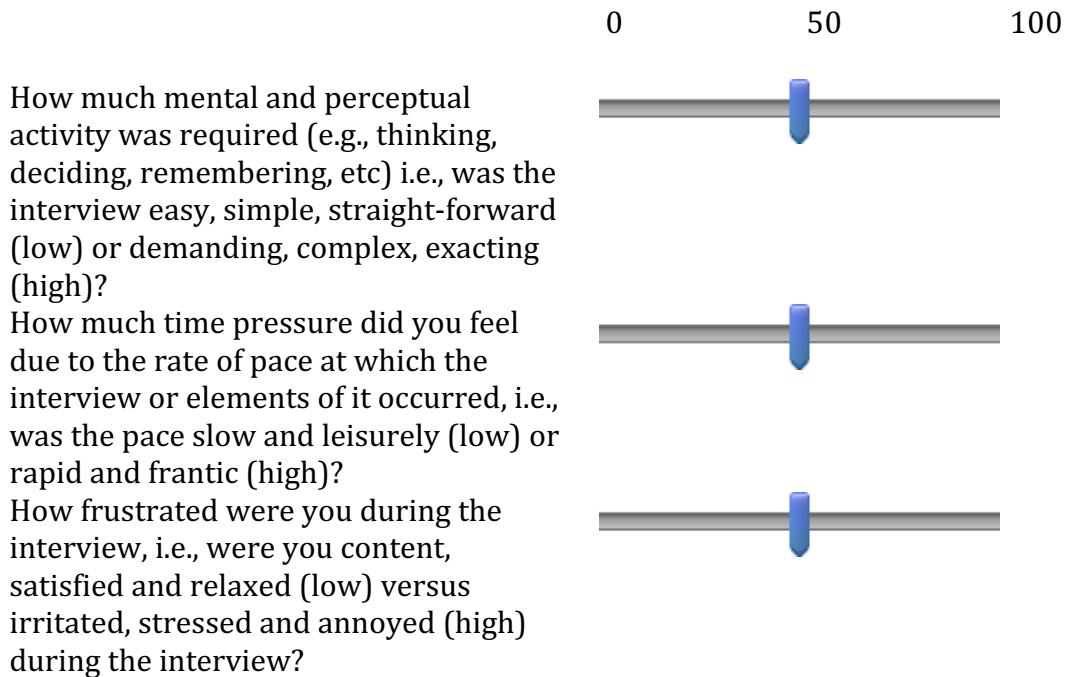 0 50 100
How much mental and perceptual
activity was required (e.g., thinking,
deciding, remembering, etc) i.e., was the
interview easy, simple, straight-forward
(low) or demanding, complex, exacting
(high)?
How much time pressure did you feel
due to the rate of pace at which the
interview or elements of it occurred, i.e.,
was the pace slow and leisurely (low) or
rapid and frantic (high)?
How frustrated were you during the
interview, i.e., were you content,
satisfied and relaxed (low) versus
irritated, stressed and annoyed (high)
during the interview?